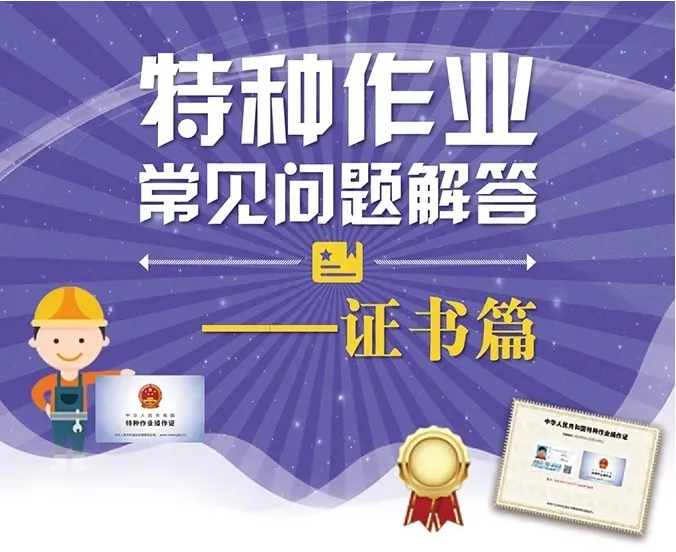 特种作业
常见问题解答
——证书篇
中华人民共和国
特种作业操作证
中华人民共和国特种作业操作证